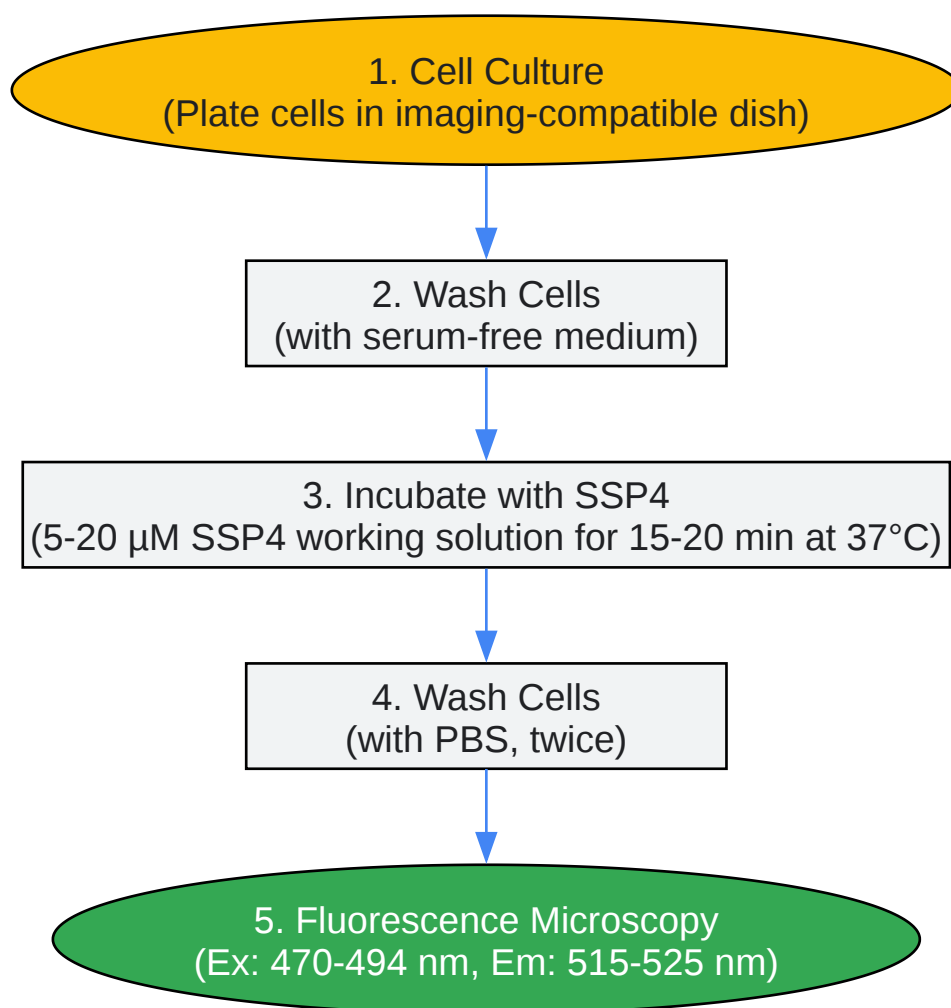 1. Cell Culture
(Plate cells in imaging-compatible dish)
2. Wash Cells
(with serum-free medium)
3. Incubate with SSP4
(5-20 µM SSP4 working solution for 15-20 min at 37°C)
4. Wash Cells
(with PBS, twice)
5. Fluorescence Microscopy
(Ex: 470-494 nm, Em: 515-525 nm)